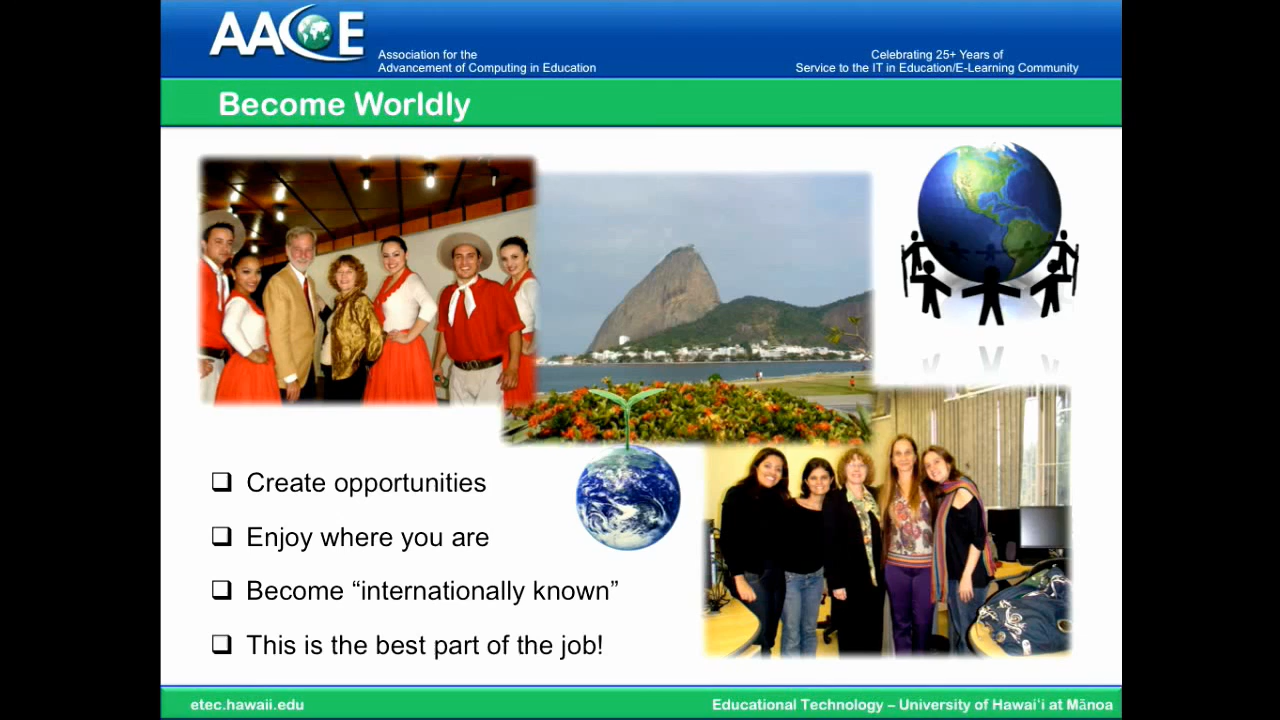 AACE
Association for the
Advancement of Computing in Education
Celebrating 25+ Years of
Service to the IT in Education/E-Learning Community
Become Worldly
Create opportunities
Enjoy where you are
Become “internationally known”
This is the best part of the job!
etec.hawaii.edu
Educational Technology – University of Hawai‘i at Mānoa